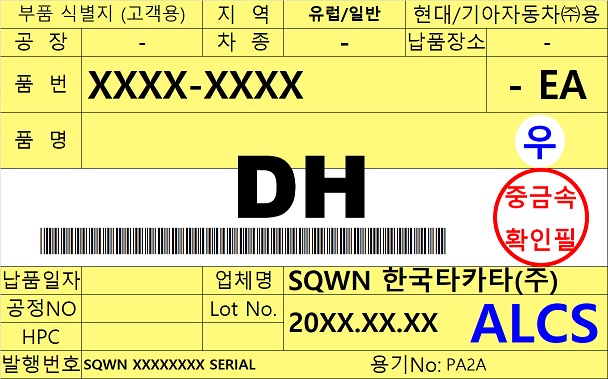 부품 식별지 (고객용) 지 역 유럽/일반 현대/기아자동차㈜용
공 장 - 차 종 - 납품장소 -
품 번 XXXX-XXXX - EA
품 명 우
DH
중금속
확인필
납품일자 업체명 SQWN 한국타카타(주)
공정NO Lot No. 20XX.XX.XX ALCS
HPC
발행번호 SQWN XXXXXXXX SERIAL 용기No: PA2A